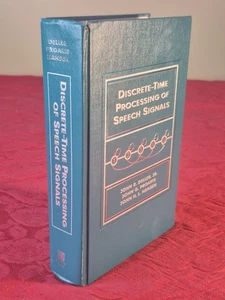 DELLER
PROAKIS
HANSEN
DISCRETE-TIME PROCESSING
OF SPEECH SIGNALS
DISCRETE-TIME
PROCESSING OF
SPEECH SIGNALS
JOHN R. DELLER, JR.
JOHN G. PROAKIS
JOHN H. L. HANSEN